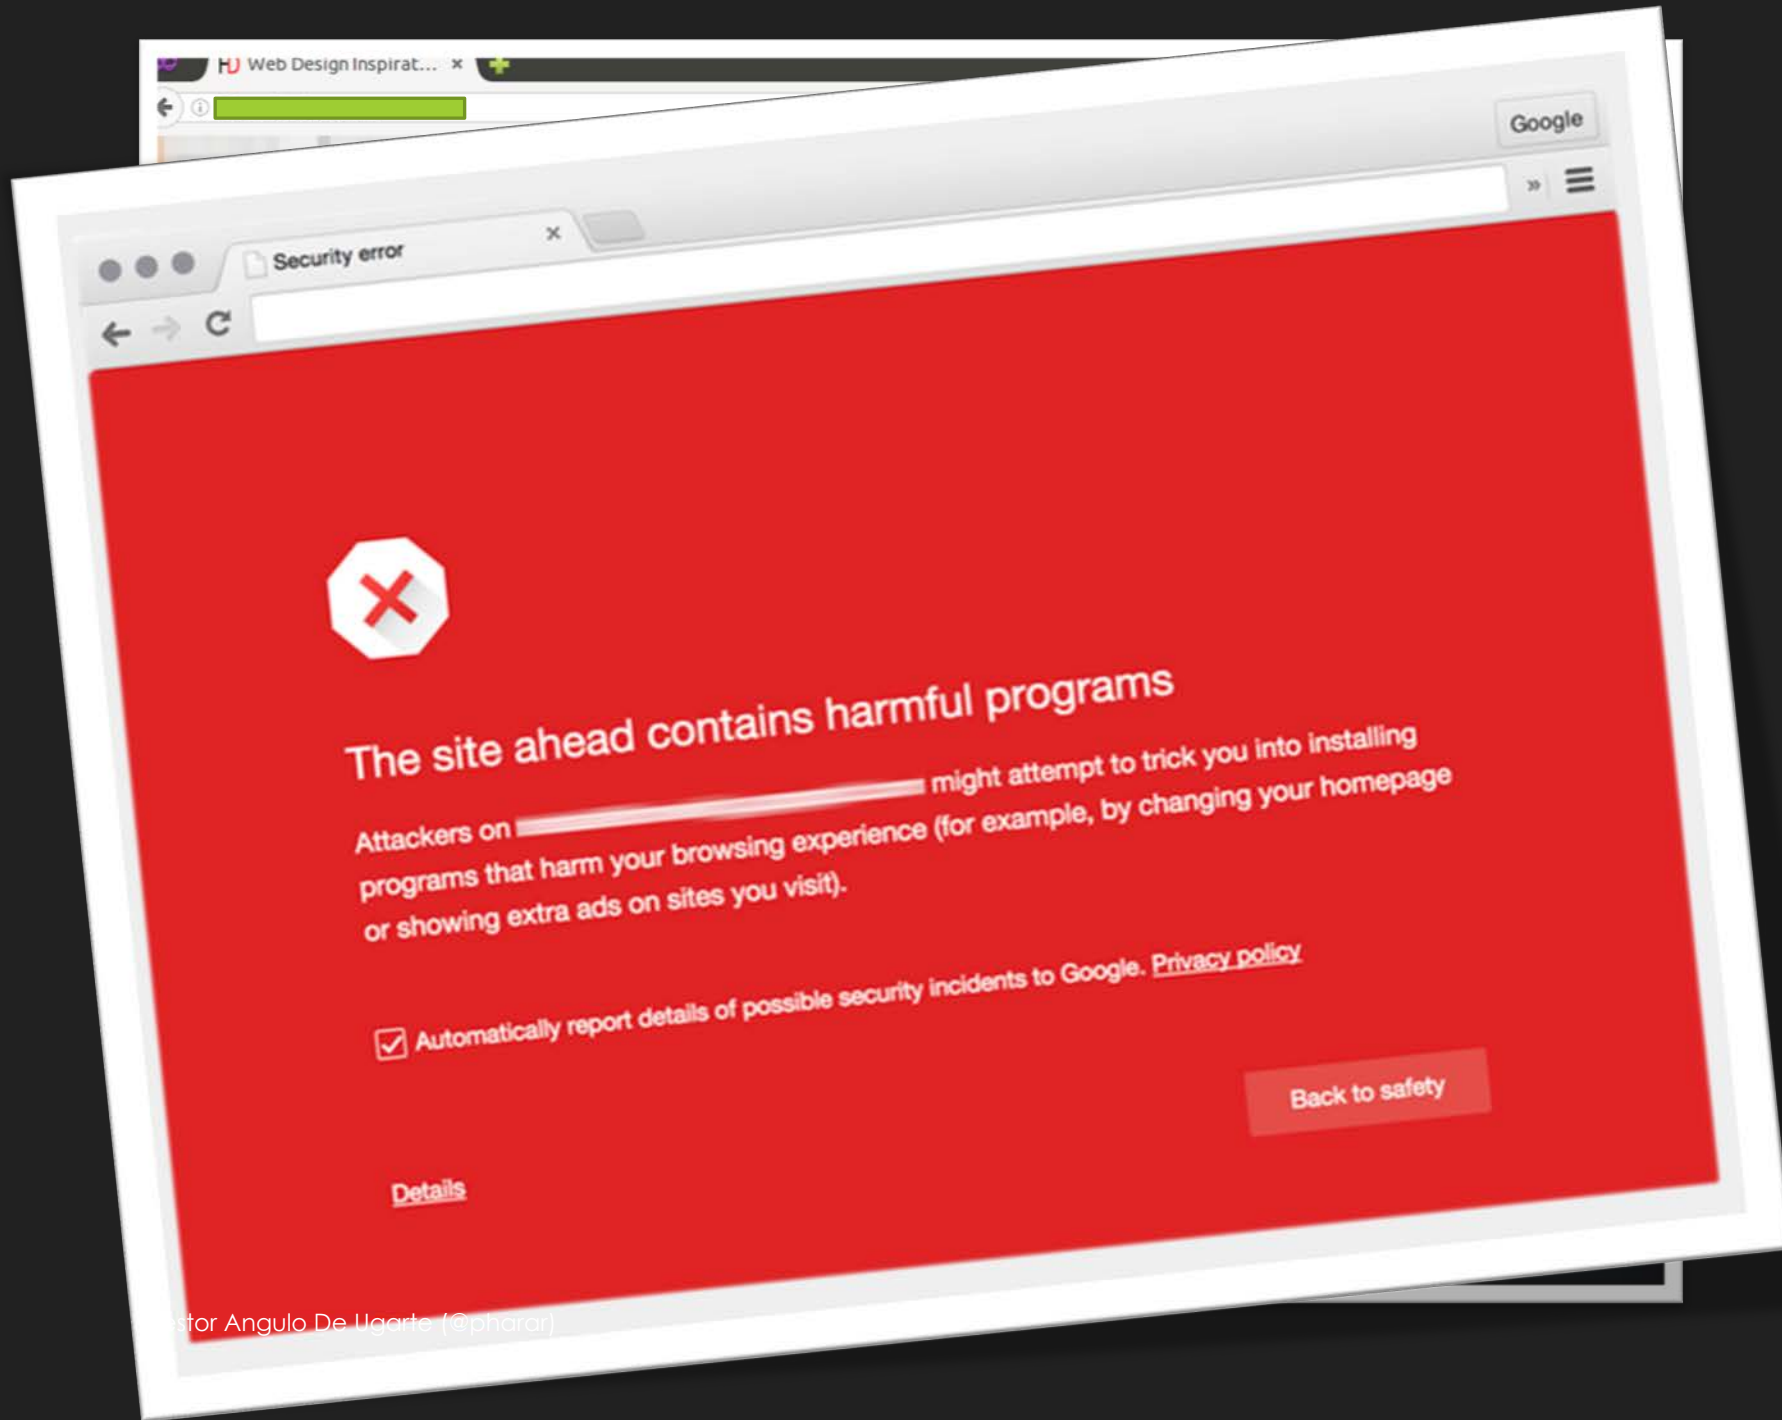 Web Design Inspirat...
Google
Security error
The site ahead contains harmful programs
Attackers on might attempt to trick you into installing
programs that harm your browsing experience (for example, by changing your homepage
or showing extra ads on sites you visit).
Automatically report details of possible security incidents to Google. Privacy policy
Back to safety
Details
stor Angulo De Ugarte (@pharar)